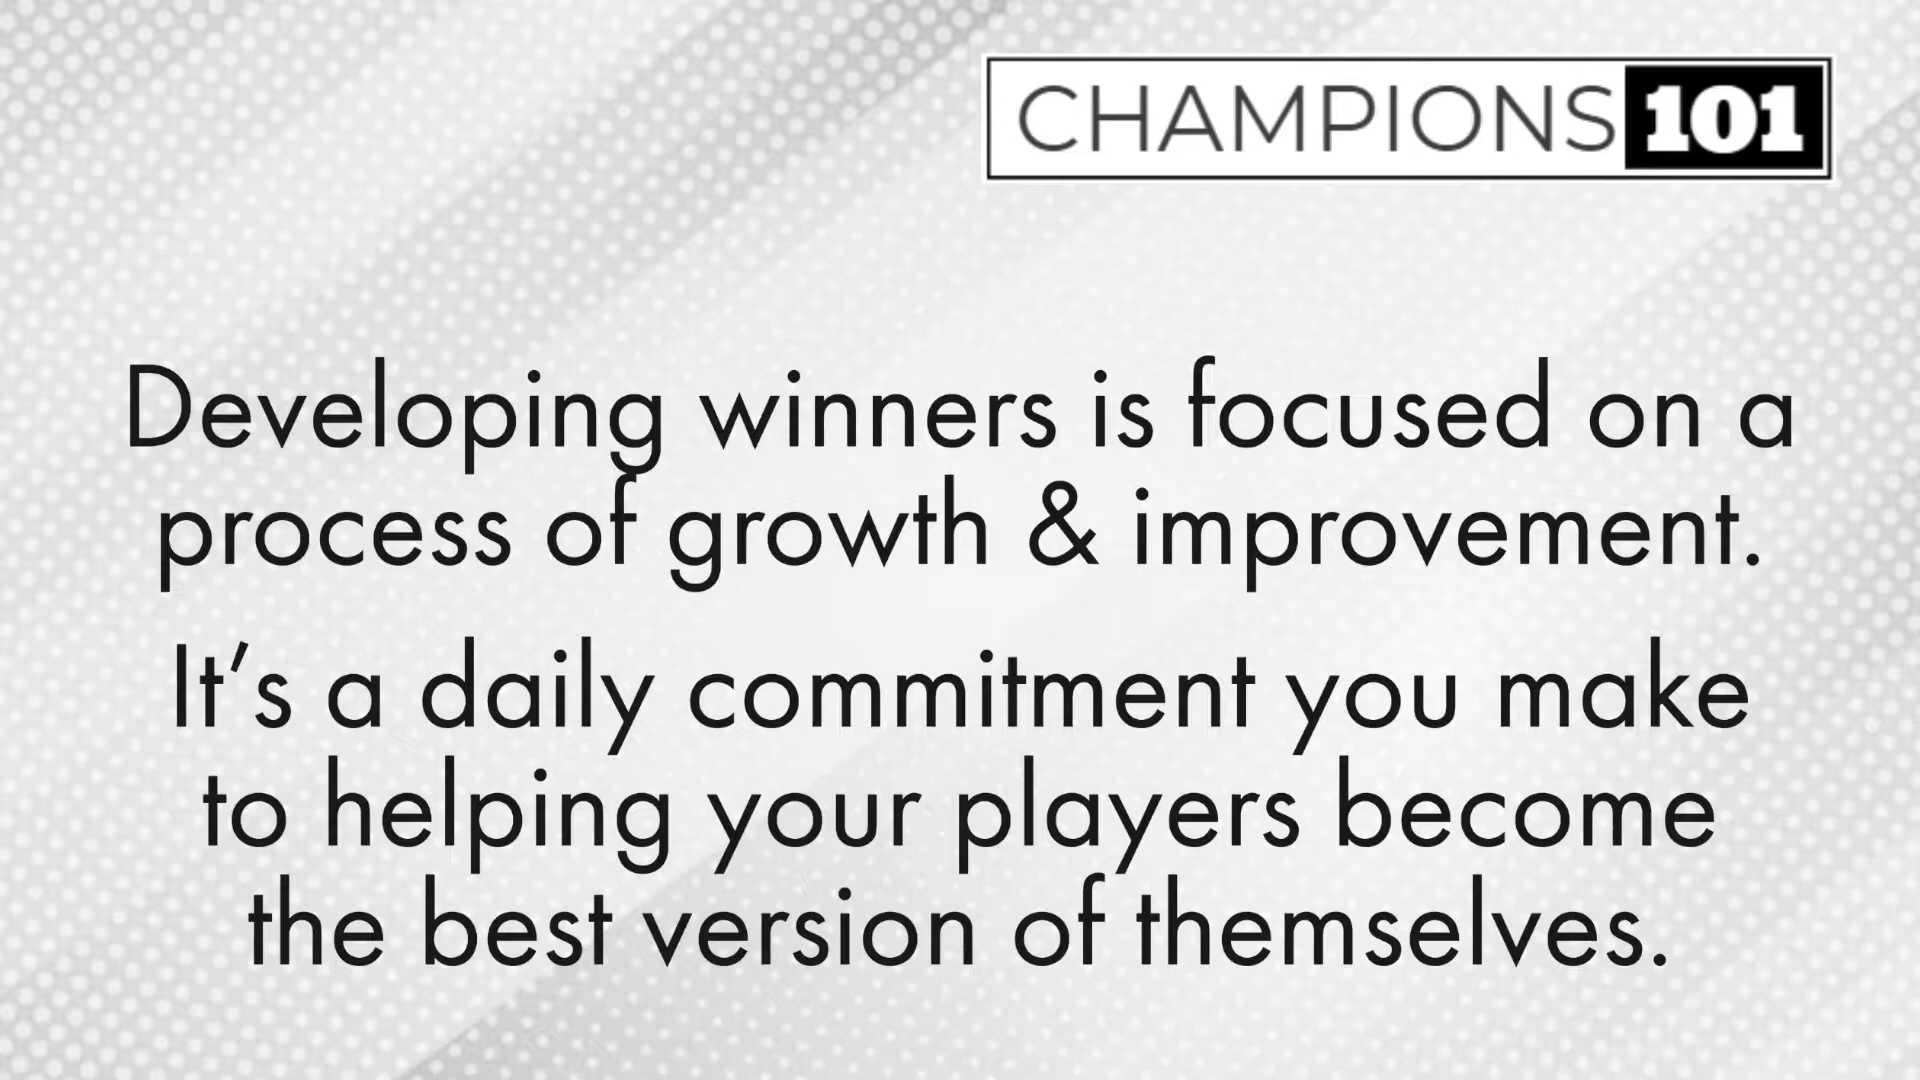 CHAMPIONS 101
Developing winners is focused on a
process of growth & improvement.
It’s a daily commitment you make
to helping your players become
the best version of themselves.